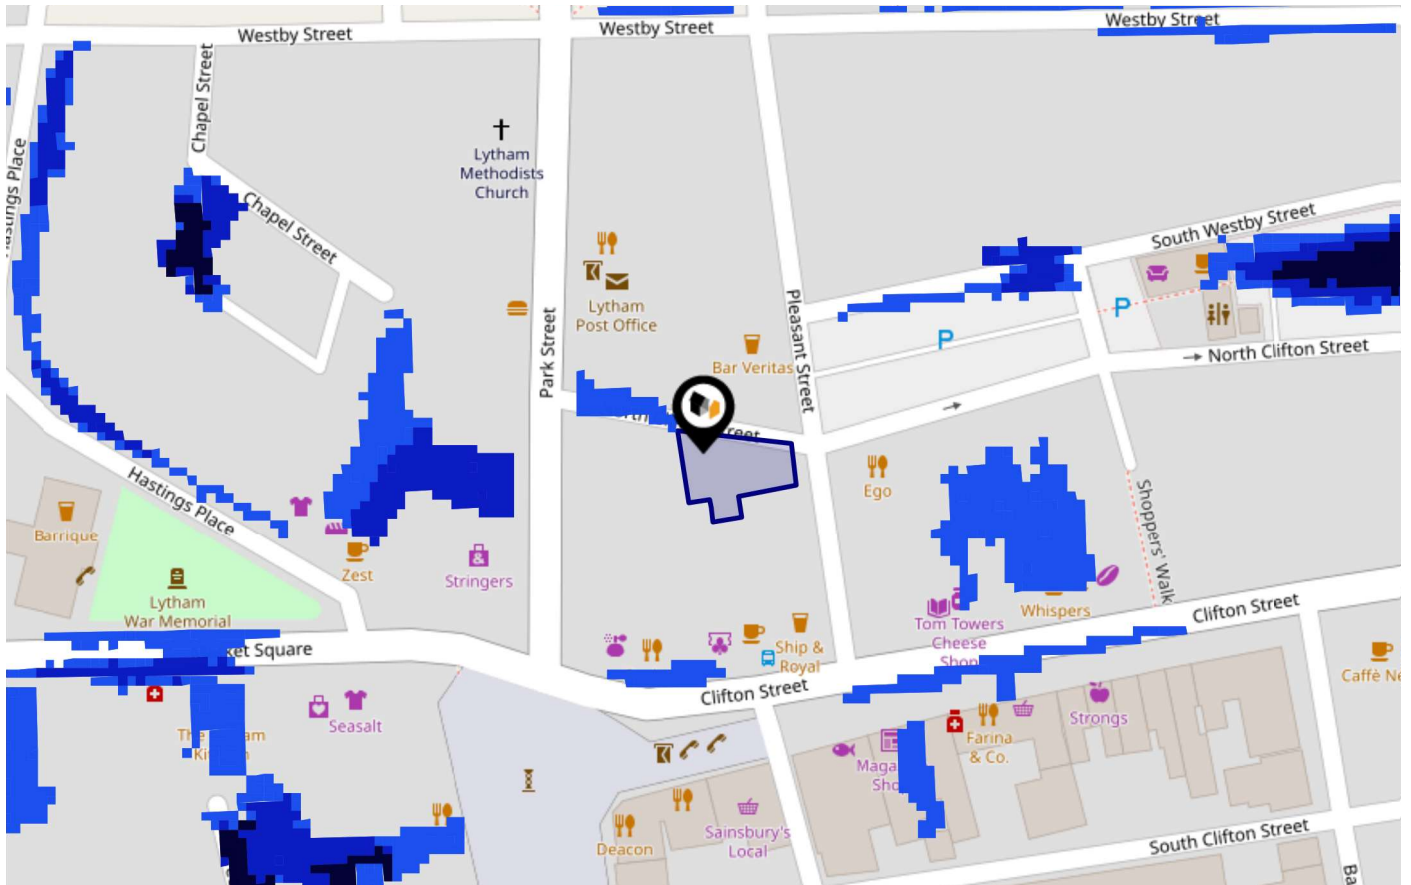 Westby Street
Westby Street
Westby Street
Chapel Street
Hastings Place
Lytham
Methodists
Church
Chapel Street
South Westby Street
Lytham
Post Office
P
P
Pleasant Street
Park Street
Bar Veritas
North Clifton Street
Hastings Place
Ego
Shoppers' Walk
Barrique
Zest
Stringers
Lytham
War Memorial
Whispers
Tom Towers
Cheese
Shop
Clifton Street
Ship &
Royal
Clifton Street
Seasalt
Strongs
Farina
& Co.
Deacon
Sainsbury's
Local
South Clifton Street